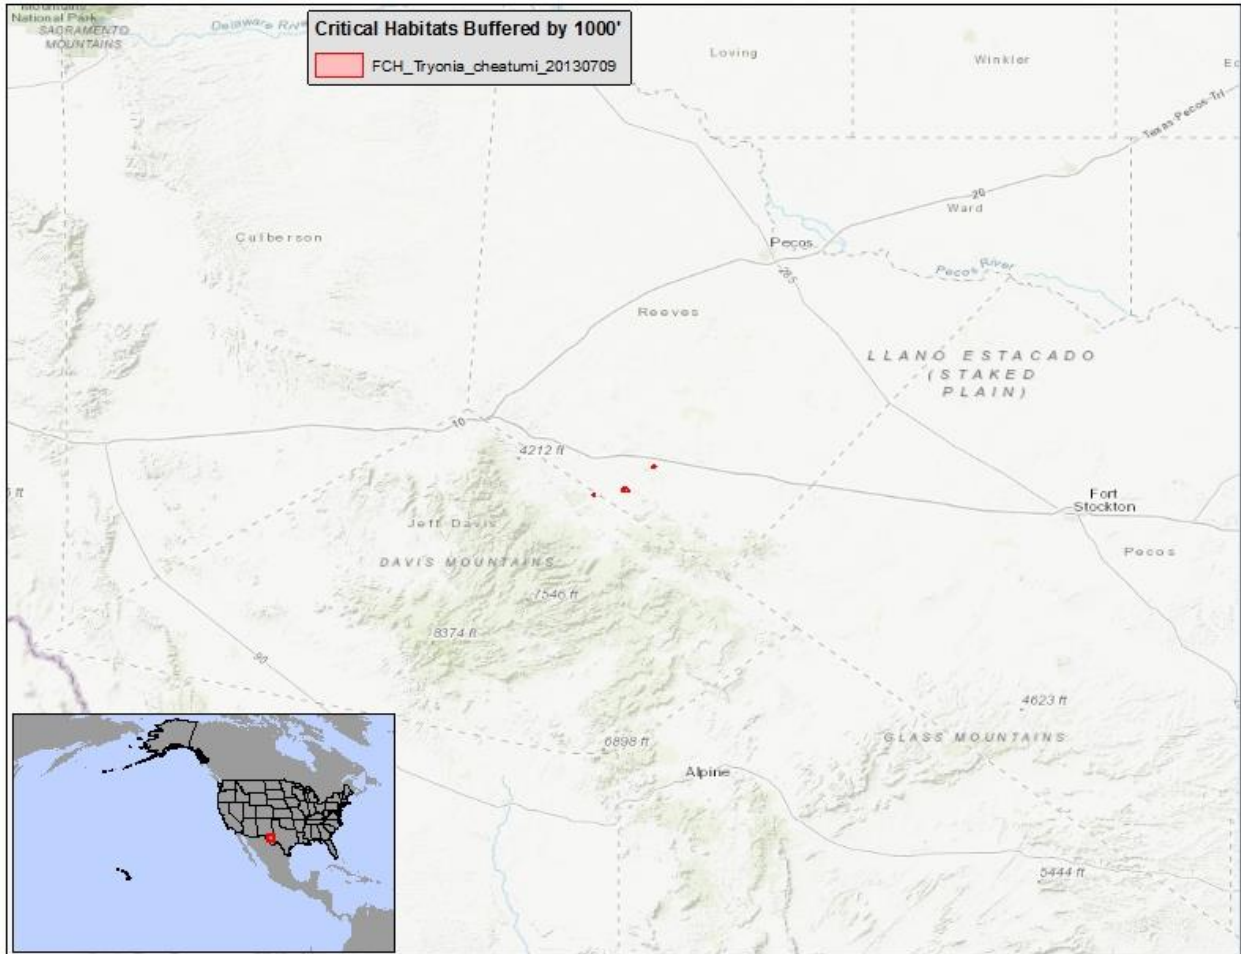 National Park
SACRAMENTO
MOUNTAINS
Delaware River
Critical Habitats Buffered by 1000'
FCH_Tryonia_cheatumi_20130709
Loving
Winkler
Texas Pecos Trl
20
Ward
Culberson
Pecos
285
Pecos River
Reeves
LLANO ESTACADO
(STAKED
PLAIN)
10
4212 ft
Fort
Stockton
Jeff Davis
Pecos
DAVIS MOUNTAINS
7546 ft
8374 ft
90
4623 ft
6898 ft
GLASS MOUNTAINS
Alpine
5444 ft